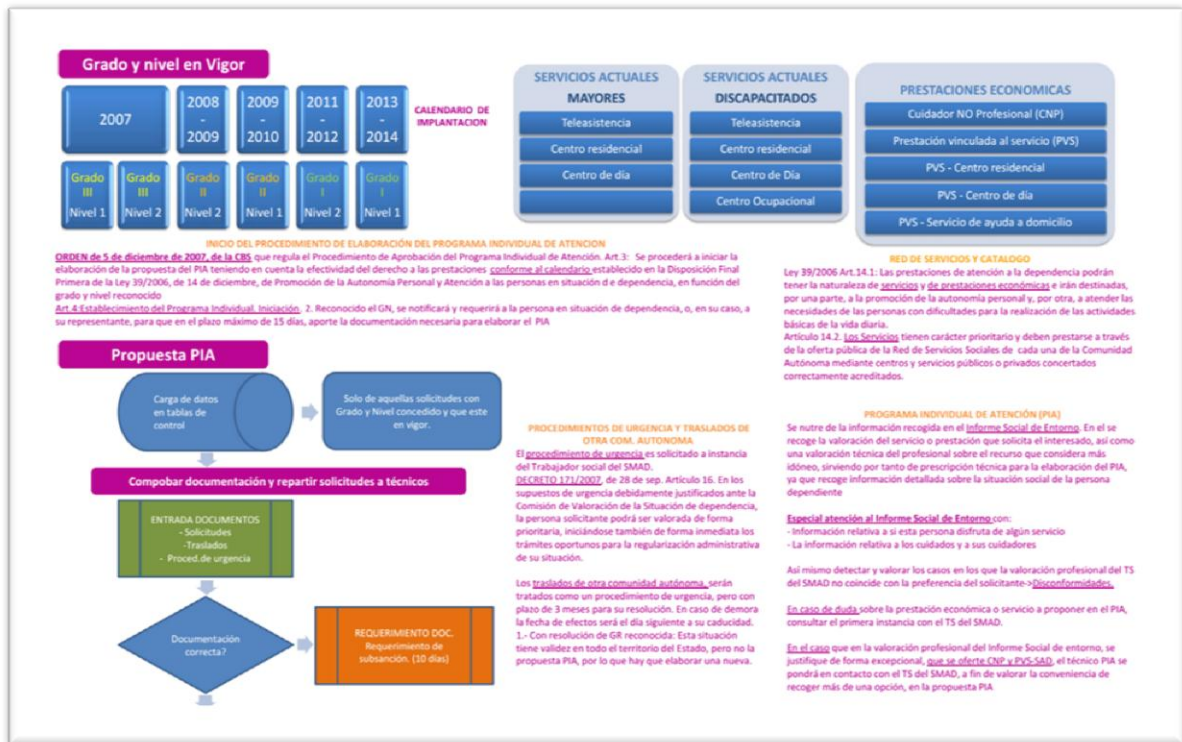 Grado y nivel en Vigor
2007
2008
-
2009
2009
-
2010
2011
-
2012
2013
-
2014
CALENDARIO DE
IMPLANTACION
Grado
III
Nivel 1
Grado
III
Nivel 2
Grado
II
Nivel 2
Grado
II
Nivel 1
Grado
I
Nivel 2
Grado
I
Nivel 1
SERVICIOS ACTUALES
MAYORES
Teleasistencia
Centro residencial
Centro de día
SERVICIOS ACTUALES
DISCAPACITADOS
Teleasistencia
Centro residencial
Centro de Dia
Centro Ocupacional
PRESTACIONES ECONOMICAS
Cuidador NO Profesional (CNP)
Prestación vinculada al servicio (PVS)
PVS - Centro residencial
PVS - Centro de día
PVS - Servicio de ayuda a domicilio
INICIO DEL PROCEDIMIENTO DE ELABORACIÓN DEL PROGRAMA INDIVIDUAL DE ATENCION
ORDEN de 5 de diciembre de 2007, de la CBS que regula el Procedimiento de Aprobación del Programa Individual de Atención. Art.3: Se procederá a iniciar la
elaboración de la propuesta del PIA teniendo en cuenta la efectividad del derecho a las prestaciones conforme al calendario establecido en la Disposición Final
Primera de la Ley 39/2006, de 14 de diciembre, de Promoción de la Autonomía Personal y Atención a las personas en situación d e dependencia, en función del
grado y nivel reconocido
Art.4:Establecimiento del Programa Individual. Iniciación. 2. Reconocido el GN, se notificará y requerirá a la persona en situación de dependencia, o, en su caso, a
su representante, para que en el plazo máximo de 15 días, aporte la documentación necesaria para elaborar el PIA
RED DE SERVICIOS Y CATALOGO
Ley 39/2006 Art.14.1: Las prestaciones de atención a la dependencia podrán
tener la naturaleza de servicios y de prestaciones económicas e irán destinadas,
por una parte, a la promoción de la autonomía personal y, por otra, a atender las
necesidades de las personas con dificultades para la realización de las actividades
básicas de la vida diaria.
Artículo 14.2. Los Servicios tienen carácter prioritario y deben prestarse a través
de la oferta pública de la Red de Servicios Sociales de cada una de la Comunidad
Autónoma mediante centros y servicios públicos o privados concertados
correctamente acreditados.
Propuesta PIA
Carga de datos
en tablas de
control
Solo de aquellas solicitudes con
Grado y Nivel concedido y que este
en vigor.
Compobar documentación y repartir solicitudes a técnicos
ENTRADA DOCUMENTOS
- Solicitudes
-Traslados
- Proced.de urgencia
Documentación
correcta?
REQUERIMIENTO DOC.
Requerimiento de
subsanción. (10 días)
PROCEDIMIENTOS DE URGENCIA Y TRASLADOS DE
OTRA COM. AUTONOMA
El procedimiento de urgencia es solicitado a instancia
del Trabajador social del SMAD.
DECRETO 171/2007, de 28 de sep. Artículo 16. En los
supuestos de urgencia debidamente justificados ante la
Comisión de Valoración de la Situación de dependencia,
la persona solicitante podrá ser valorada de forma
prioritaria, iniciándose también de forma inmediata los
trámites oportunos para la regularización administrativa
de su situación.
Los traslados de otra comunidad autónoma, serán
tratados como un procedimiento de urgencia, pero con
plazo de 3 meses para su resolución. En caso de demora
la fecha de efectos será el día siguiente a su caducidad.
1.- Con resolución de GR reconocida: Esta situación
tiene validez en todo el territorio del Estado, pero no la
propuesta PIA, por lo que hay que elaborar una nueva.
PROGRAMA INDIVIDUAL DE ATENCIÓN (PIA)
Se nutre de la información recogida en el Informe Social de Entorno. En el se
recoge la valoración del servicio o prestación que solicita el interesado, así como
una valoración técnica del profesional sobre el recurso que considera más
idóneo, sirviendo por tanto de prescripción técnica para la elaboración del PIA,
ya que recoge información detallada sobre la situación social de la persona
dependiente
Especial atención al Informe Social de Entorno con:
- Información relativa a si esta persona disfruta de algún servicio
- La información relativa a los cuidados y a sus cuidadores
Así mismo detectar y valorar los casos en los que la valoración profesional del TS
del SMAD no coincide con la preferencia del solicitante->Disconformidades.
En caso de duda sobre la prestación económica o servicio a proponer en el PIA,
consultar el primera instancia con el TS del SMAD.
En el caso que en la valoración profesional del Informe Social de entorno, se
justifique de forma excepcional, que se oferte CNP y PVS-SAD, el técnico PIA se
pondrá en contacto con el TS del SMAD, a fin de valorar la conveniencia de
recoger más de una opción, en la propuesta PIA